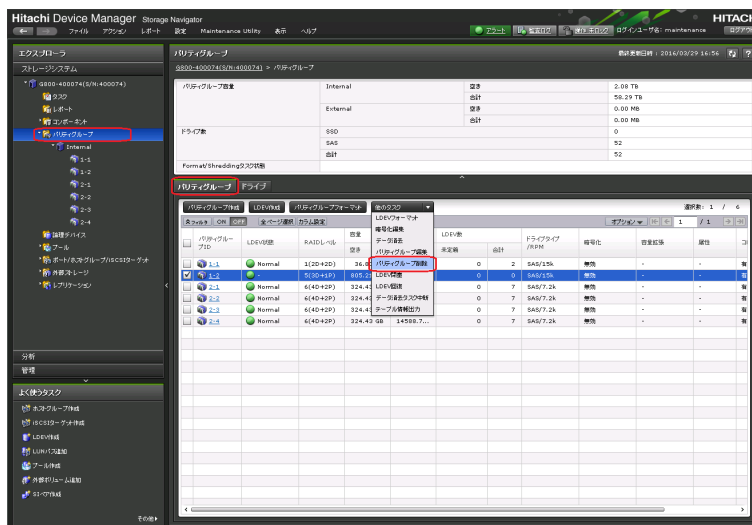 Hitachi Device Manager Storage Navigator
HITACHI
ファイル アクション レポート 設定 Maintenance Utility 表示 ヘルプ
アラート
ログインユーザ名: maintenance
エクスプローラ
ストレージシステム
G800-400074(S/N:400074)
タスク
レポート
コンポーネント
パリティグループ
Internal
1-1
1-2
2-1
2-2
2-3
2-4
論理デバイス
プール
ポート/ホストグループ/iSCSIターゲット
外部ストレージ
レプリケーション
分析
管理
よく使うタスク
ホストグループ作成
iSCSIターゲット作成
LDEV作成
LUNパス追加
プール作成
外部ボリューム追加
SIペア作成
その他
パリティグループ
最終更新日時 : 2016/03/29 16:56
G800-400074(S/N:400074) > パリティグループ
パリティグループ容量 Internal 空き 2.08 TB
合計 58.29 TB
External 空き 0.00 MB
合計 0.00 MB
ドライブ数 SSD 0
SAS 52
合計 52
Format/Shreddingタスク状態
パリティグループ ドライブ
パリティグループ作成 LDEV作成 パリティグループフォーマット 他のタスク
選択数: 1 / 6
フィルタ ON OFF 全ページ選択 カラム設定
オプション 1 / 1
パリティグループID LDEV状態 RAIDレベル 容量 空き LDEV数 未定義 合計 ドライブタイプ/RPM 暗号化 容量拡張 属性
LDEVフォーマット
暗号化編集
データ消去
パリティグループ編集
パリティグループ削除
LDEV閉塞
LDEV回復
データ消去タスク中断
テーブル情報出力
1-1 Normal 1(2D+2D) 36.8 0 2 SAS/15k 無効 - - 有
1-2 - 5(3D+1P) 805.2 0 0 SAS/15k 無効 - - 有
2-1 Normal 6(4D+2P) 324.4 0 7 SAS/7.2k 無効 - - 有
2-2 Normal 6(4D+2P) 324.4 0 7 SAS/7.2k 無効 - - 有
2-3 Normal 6(4D+2P) 324.4 0 7 SAS/7.2k 無効 - - 有
2-4 Normal 6(4D+2P) 324.43 GB 14588.7... 0 7 SAS/7.2k 無効 - - 有